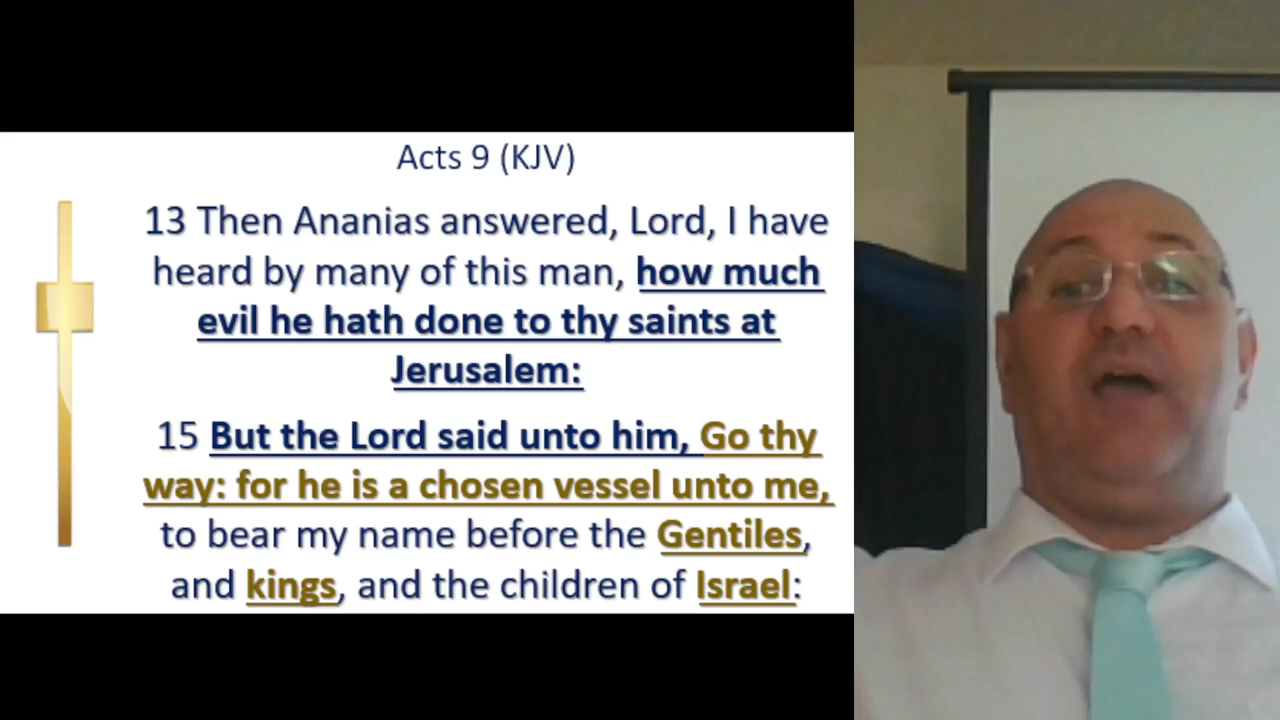 Acts 9 (KJV)
13 Then Ananias answered, Lord, I have
heard by many of this man, how much
evil he hath done to thy saints at
Jerusalem:
15 But the Lord said unto him, Go thy
way: for he is a chosen vessel unto me,
to bear my name before the Gentiles,
and kings, and the children of Israel: